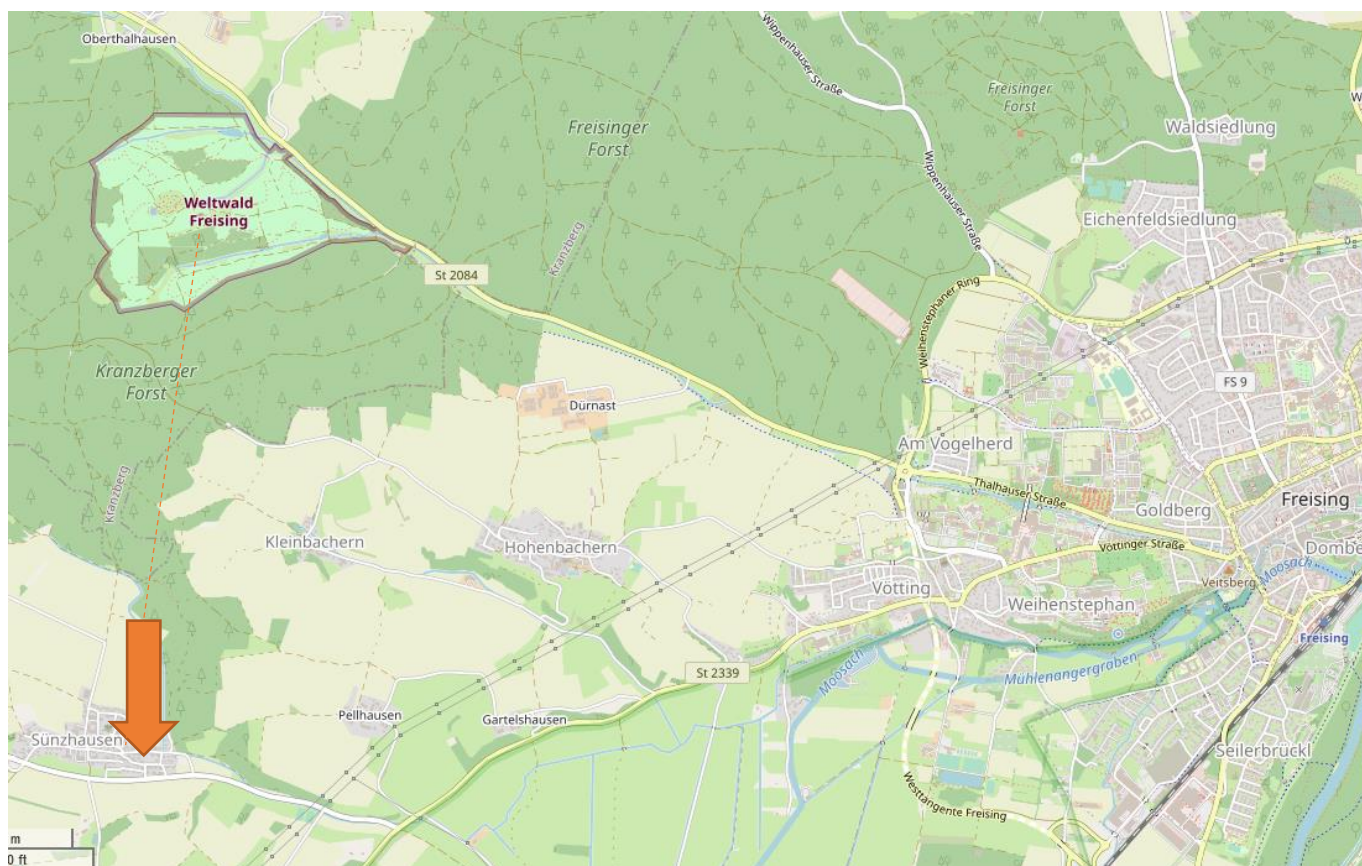 Oberthalhausen
Wippenhauser Straße
Freisinger
Forst
Freisinger
Forst
Waldsiedlung
Weltwald
Freising
Eichenfeldsiedlung
Wippenhauser Straße
Kranzberg
St 2084
Weihenstephaner Ring
Kranzberger
Forst
FS 9
Dürnast
Am Vogelherd
Kranzberg
Thalhauser Straße
Goldberg
Freising
Kleinbachern
Hohenbachern
Vöttinger Straße
Dombe
Moosach
Veitsberg
Vötting
Weihenstephan
Freising
St 2339
Moosach
Mühlenangergraben
Pellhausen
Gartelshausen
Sünzhausen
Seilerbrückl
Westtangente Freising
m
0 ft